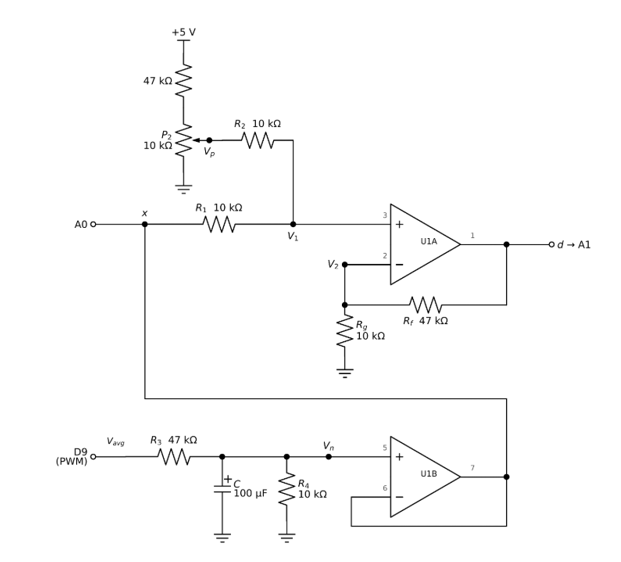 +5 V
47 kΩ
P2
10 kΩ
Vp
R2 10 kΩ
A0
x
R1 10 kΩ
V1
3
+
U1A
1
d → A1
2
−
V2
Rg
10 kΩ
Rf 47 kΩ
D9
(PWM)
Vavg
R3 47 kΩ
+
C
100 µF
R4
10 kΩ
Vn
5
+
U1B
7
6
−